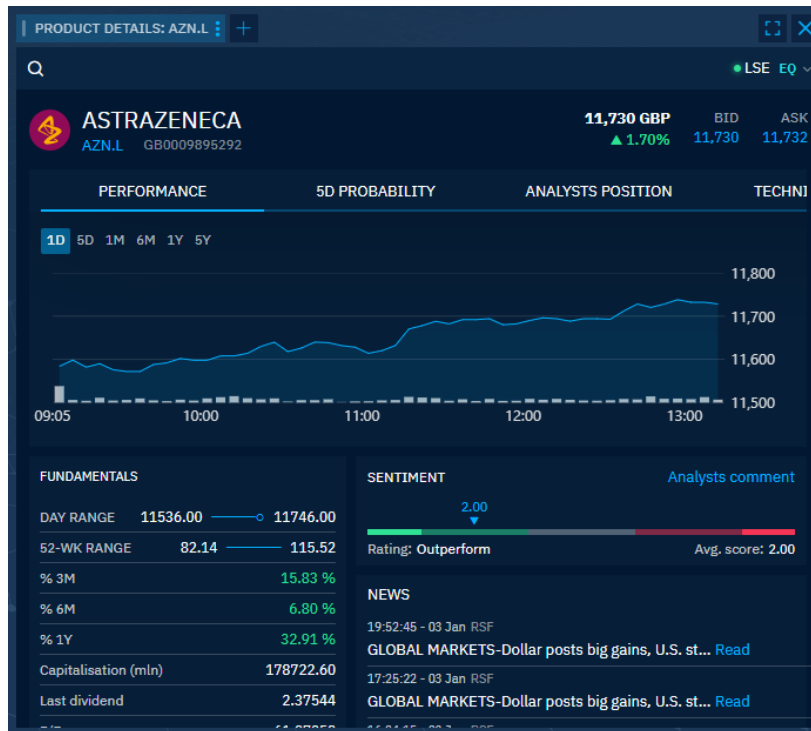 PRODUCT DETAILS: AZN.L
LSE EQ
ASTRAZENECA
AZN.L GB0009895292
11,730 GBP
1.70%
BID
11,730
ASK
11,732
PERFORMANCE 5D PROBABILITY ANALYSTS POSITION TECHNI
1D 5D 1M 6M 1Y 5Y
11,800
11,700
11,600
11,500
09:05 10:00 11:00 12:00 13:00
FUNDAMENTALS
DAY RANGE 11536.00 11746.00
52-WK RANGE 82.14 115.52
% 3M 15.83 %
% 6M 6.80 %
% 1Y 32.91 %
Capitalisation (mln) 178722.60
Last dividend 2.37544
SENTIMENT Analysts comment
2.00
Rating: Outperform Avg. score: 2.00
NEWS
19:52:45 - 03 Jan RSF
GLOBAL MARKETS-Dollar posts big gains, U.S. st... Read
17:25:22 - 03 Jan RSF
GLOBAL MARKETS-Dollar posts big gains, U.S. st... Read